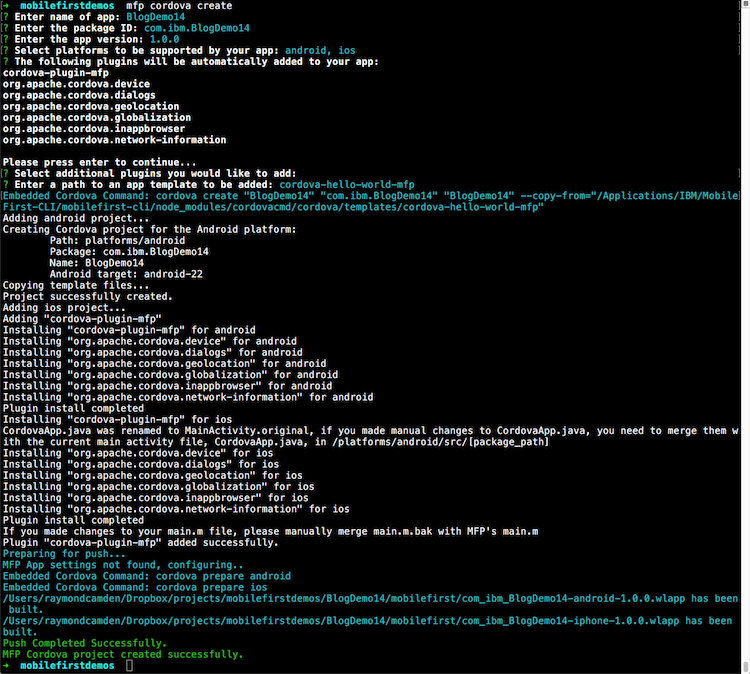 → mobilefirstdemos mfp cordova create
[? Enter name of app: BlogDemo14
[? Enter the package ID: com.ibm.BlogDemo14
[? Enter the app version: 1.0.0
[? Select platforms to be supported by your app: android, ios
? The following plugins will be automatically added to your app:
cordova-plugin-mfp
org.apache.cordova.device
org.apache.cordova.dialogs
org.apache.cordova.geolocation
org.apache.cordova.globalization
org.apache.cordova.inappbrowser
org.apache.cordova.network-information
Please press enter to continue...
[? Select additional plugins you would like to add:
? Enter a path to an app template to be added: cordova-hello-world-mfp
[Embedded Cordova Command: cordova create "BlogDemo14" "com.ibm.BlogDemo14" "BlogDemo14" --copy-from="/Applications/IBM/Mobile
First-CLI/mobilefirst-cli/node_modules/cordovacmd/cordova/templates/cordova-hello-world-mfp"
Adding android project...
Creating Cordova project for the Android platform:
Path: platforms/android
Package: com.ibm.BlogDemo14
Name: BlogDemo14
Android target: android-22
Copying template files...
Project successfully created.
Adding ios project...
Adding "cordova-plugin-mfp"
Installing "cordova-plugin-mfp" for android
Installing "org.apache.cordova.device" for android
Installing "org.apache.cordova.dialogs" for android
Installing "org.apache.cordova.geolocation" for android
Installing "org.apache.cordova.globalization" for android
Installing "org.apache.cordova.inappbrowser" for android
Installing "org.apache.cordova.network-information" for android
Plugin install completed
Installing "cordova-plugin-mfp" for ios
CordovaApp.java was renamed to MainActivity.original, if you made manual changes to CordovaApp.java, you need to merge them w
ith the current main activity file, CordovaApp.java, in /platforms/android/src/[package_path]
Installing "org.apache.cordova.device" for ios
Installing "org.apache.cordova.dialogs" for ios
Installing "org.apache.cordova.geolocation" for ios
Installing "org.apache.cordova.globalization" for ios
Installing "org.apache.cordova.inappbrowser" for ios
Installing "org.apache.cordova.network-information" for ios
Plugin install completed
If you made changes to your main.m file, please manually merge main.m.bak with MFP's main.m
Plugin "cordova-plugin-mfp" added successfully.
Preparing for push...
MFP App settings not found, configuring..
Embedded Cordova Command: cordova prepare android
Embedded Cordova Command: cordova prepare ios
/Users/raymondcamden/Dropbox/projects/mobilefirstdemos/BlogDemo14/mobilefirst/com_ibm_BlogDemo14-android-1.0.0.wlapp has been
built.
/Users/raymondcamden/Dropbox/projects/mobilefirstdemos/BlogDemo14/mobilefirst/com_ibm_BlogDemo14-iphone-1.0.0.wlapp has been
built.
Push Completed Successfully.
MFP Cordova project created successfully.
→ mobilefirstdemos